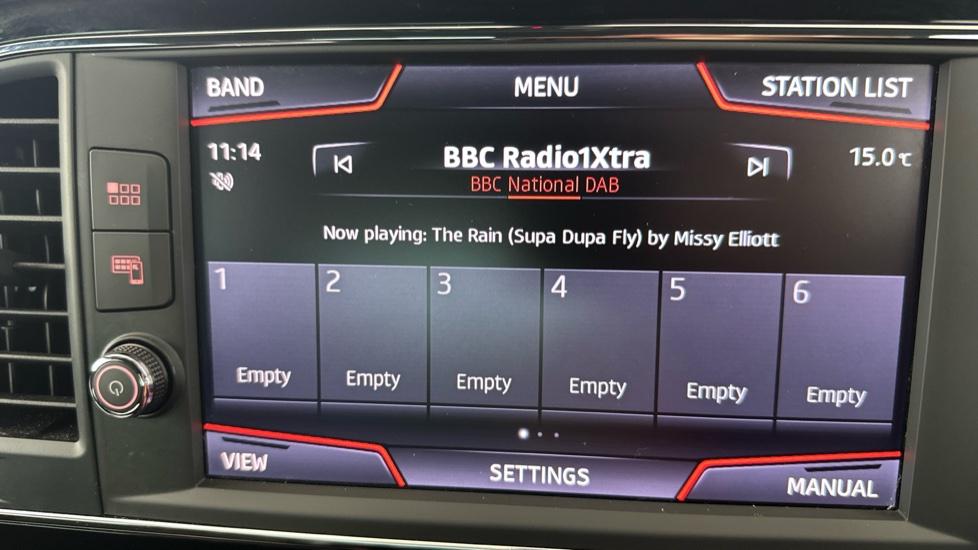 BAND
MENU
STATION LIST
11:14
BBC Radio1Xtra
15.0°C
BBC National DAB
Now playing: The Rain (Supa Dupa Fly) by Missy Elliott
1 2 3 4 5 6
Empty Empty Empty Empty Empty Empty
VIEW
SETTINGS
MANUAL